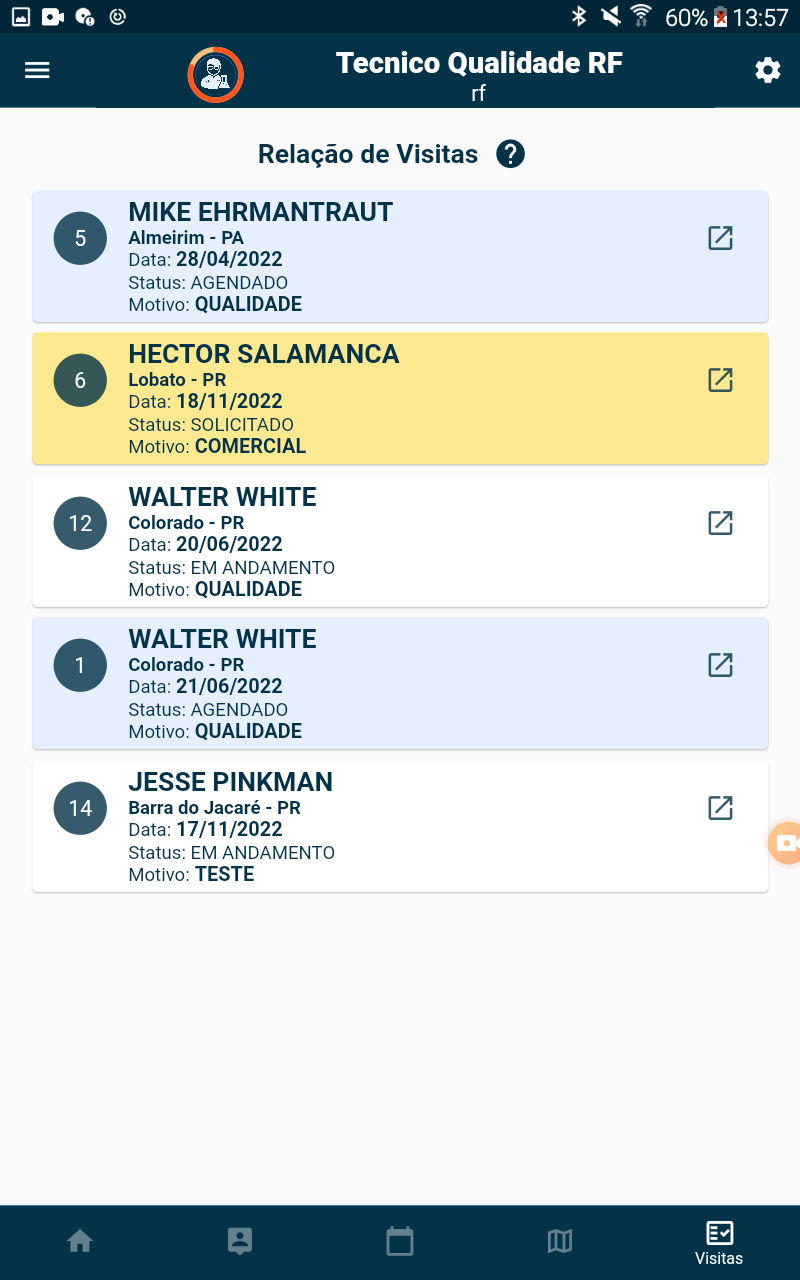 60% 13:57
Tecnico Qualidade RF
rf
Relação de Visitas ?
5
MIKE EHRMANTRAUT
Almeirim - PA
Data: 28/04/2022
Status: AGENDADO
Motivo: QUALIDADE
6
HECTOR SALAMANCA
Lobato - PR
Data: 18/11/2022
Status: SOLICITADO
Motivo: COMERCIAL
12
WALTER WHITE
Colorado - PR
Data: 20/06/2022
Status: EM ANDAMENTO
Motivo: QUALIDADE
1
WALTER WHITE
Colorado - PR
Data: 21/06/2022
Status: AGENDADO
Motivo: QUALIDADE
14
JESSE PINKMAN
Barra do Jacaré - PR
Data: 17/11/2022
Status: EM ANDAMENTO
Motivo: TESTE
Visitas